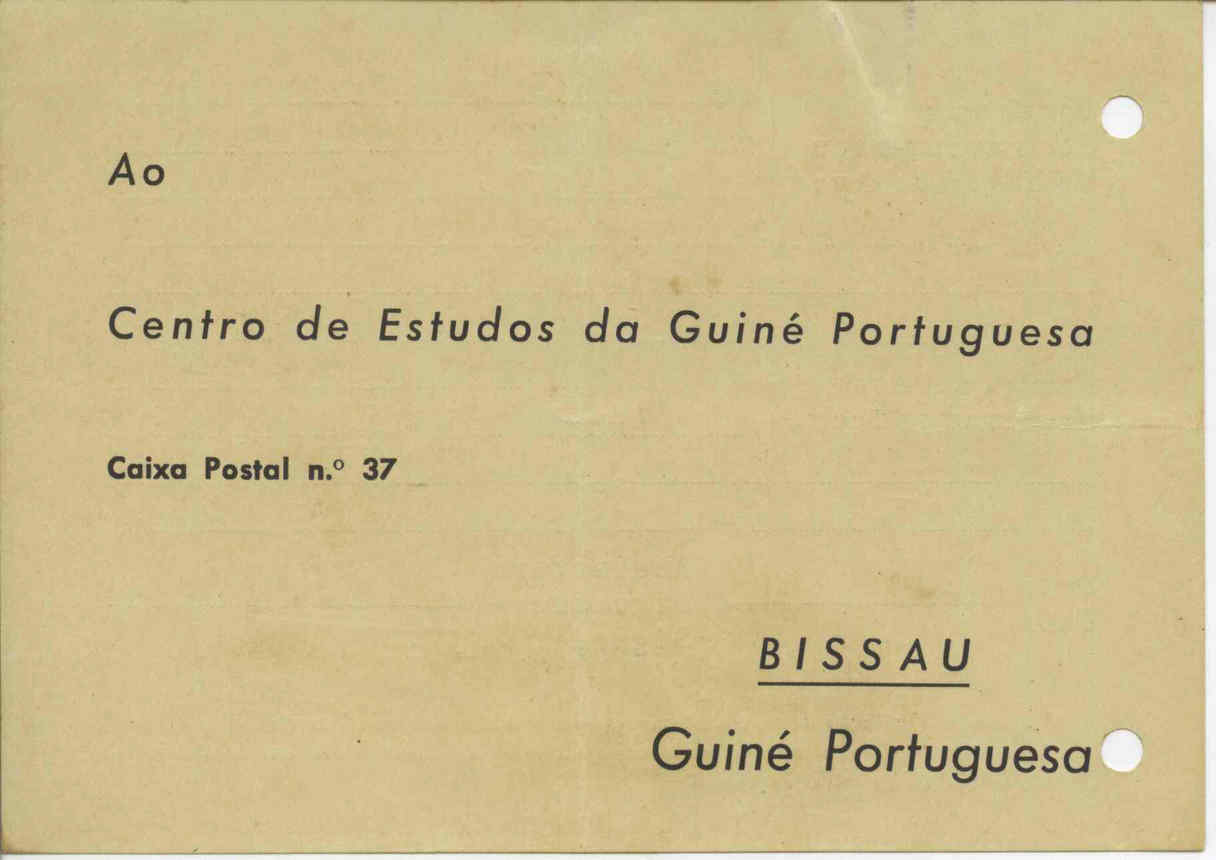 Ao
Centro de Estudos da Guiné Portuguesa
Caixa Postal n.º 37
BISSAU
Guiné Portuguesa